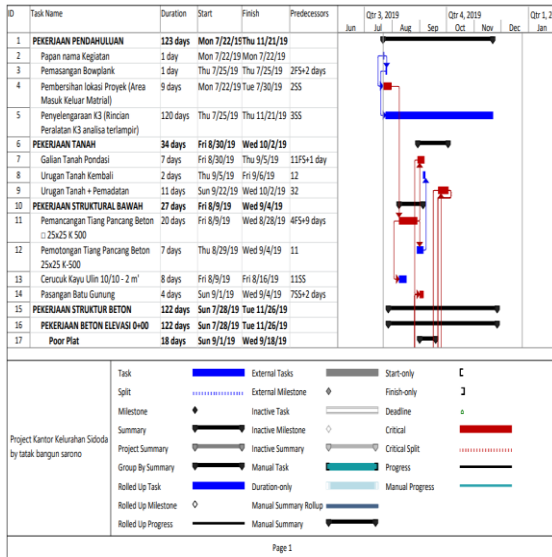 ID Task Name Duration Start Finish Predecessors Qtr 3, 2019 Qtr 4, 2019 Qtr 1, 2
Jun Jul Aug Sep Oct Nov Dec Jan
1 PEKERJAAN PENDAHULUAN 123 days Mon 7/22/19 Thu 11/21/19
2 Papan nama Kegiatan 1 day Mon 7/22/19 Mon 7/22/19
3 Pemasangan Bowplank 1 day Thu 7/25/19 Thu 7/25/19 2FS+2 days
4 Pembersihan lokasi Proyek (Area 9 days Mon 7/22/19 Tue 7/30/19 2SS
Masuk Keluar Matrial)
5 Penyelengaraan K3 (Rincian 120 days Thu 7/25/19 Thu 11/21/19 3SS
Peralatan K3 analisa terlampir)
6 PEKERJAAN TANAH 34 days Fri 8/30/19 Wed 10/2/19
7 Galian Tanah Pondasi 7 days Fri 8/30/19 Thu 9/5/19 11FS+1 day
8 Urugan Tanah Kembali 2 days Thu 9/5/19 Fri 9/6/19 12
9 Urugan Tanah + Pemadatan 11 days Sun 9/22/19 Wed 10/2/19 32
10 PEKERJAAN STRUKTURAL BAWAH 27 days Fri 8/9/19 Wed 9/4/19
11 Pemancangan Tiang Pancang Beton 20 days Fri 8/9/19 Wed 8/28/19 4FS+9 days
□ 25x25 K 500
12 Pemotongan Tiang Pancang Beton 7 days Thu 8/29/19 Wed 9/4/19 11
25x25 K-500
13 Cerucuk Kayu Ulin 10/10 - 2 m' 8 days Fri 8/9/19 Fri 8/16/19 11SS
14 Pasangan Batu Gunung 4 days Sun 9/1/19 Wed 9/4/19 7SS+2 days
15 PEKERJAAN STRUKTUR BETON 122 days Sun 7/28/19 Tue 11/26/19
16 PEKERJAAN BETON ELEVASI 0+00 122 days Sun 7/28/19 Tue 11/26/19
17 Poor Plat 18 days Sun 9/1/19 Wed 9/18/19
Project Kantor Kelurahan Sidoda
by tatak bangun sarono
Task External Tasks Start-only
Split External Milestone Finish-only
Milestone Inactive Task Deadline
Summary Inactive Milestone Critical
Project Summary Inactive Summary Critical Split
Group By Summary Manual Task Progress
Rolled Up Task Duration-only Manual Progress
Rolled Up Milestone Manual Summary Rollup
Rolled Up Progress Manual Summary
Page 1